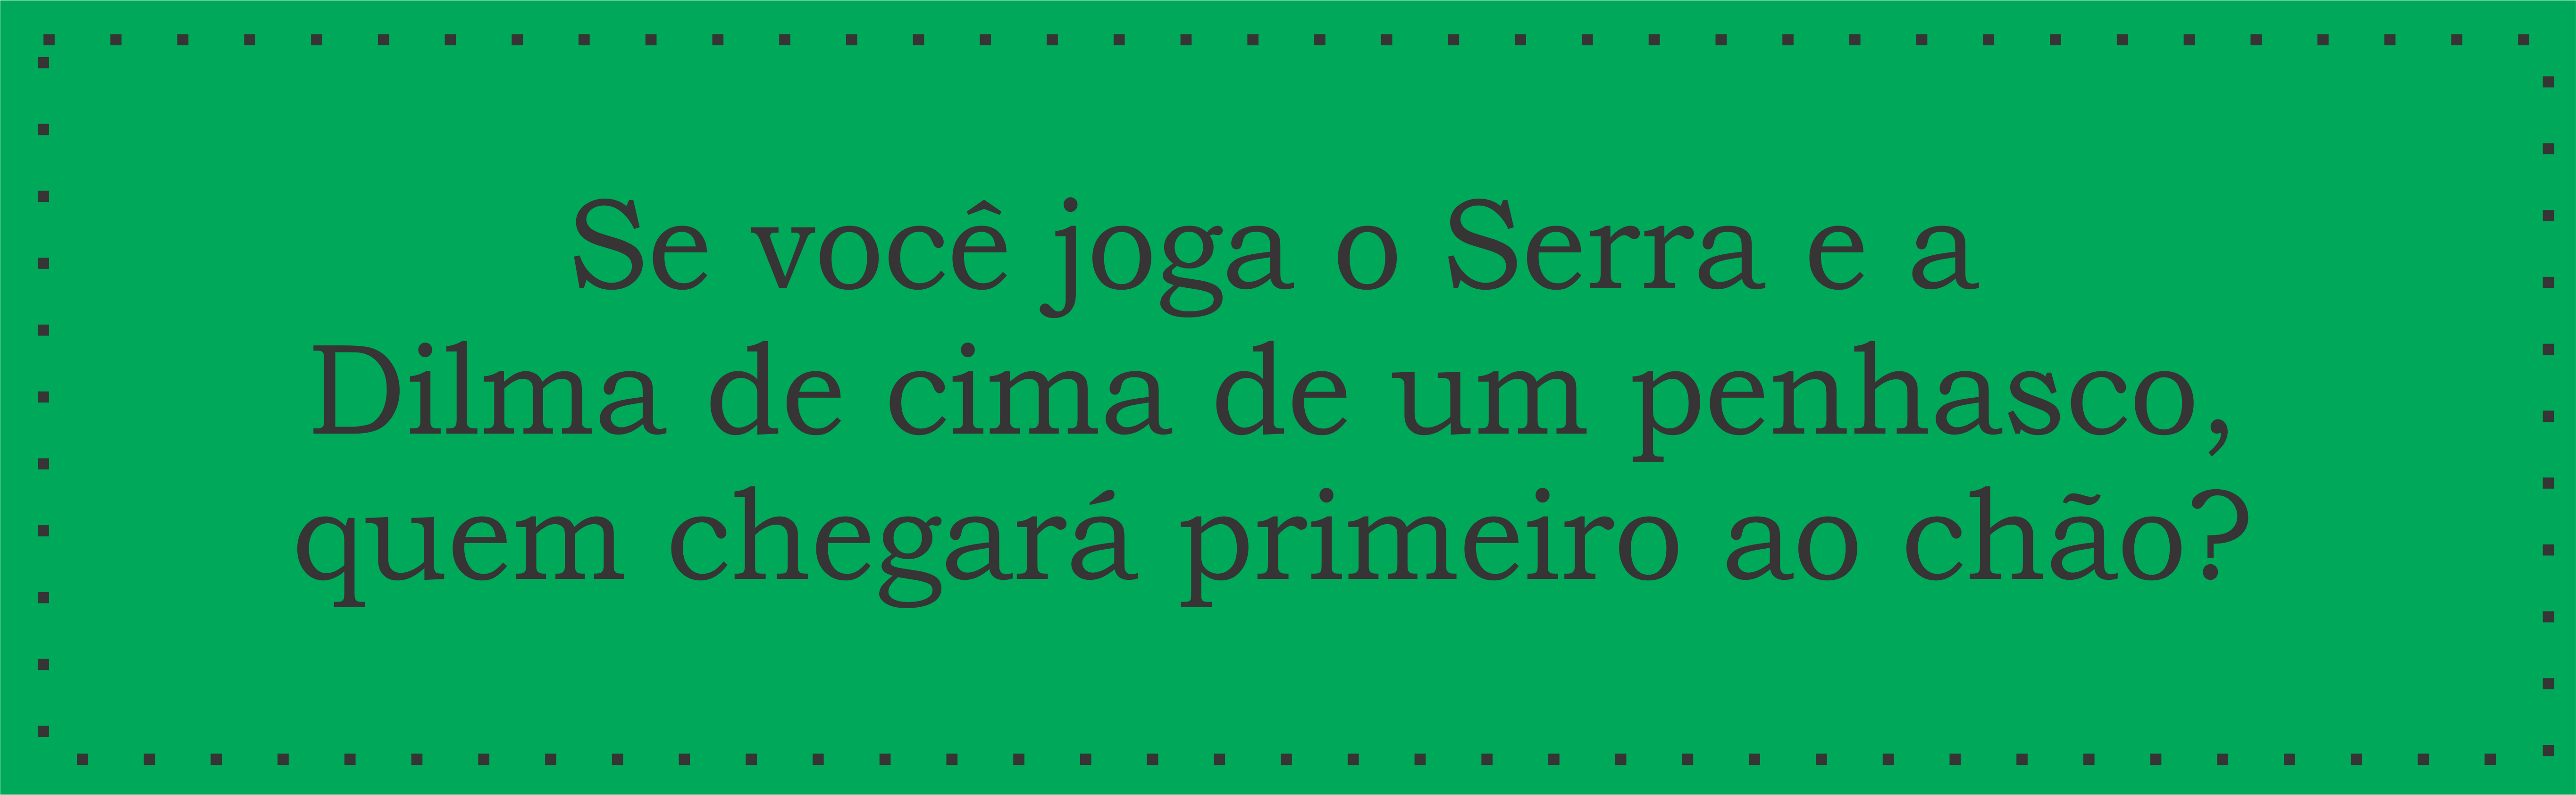 Se você joga o Serra e a
Dilma de cima de um penhasco,
quem chegará primeiro ao chão?